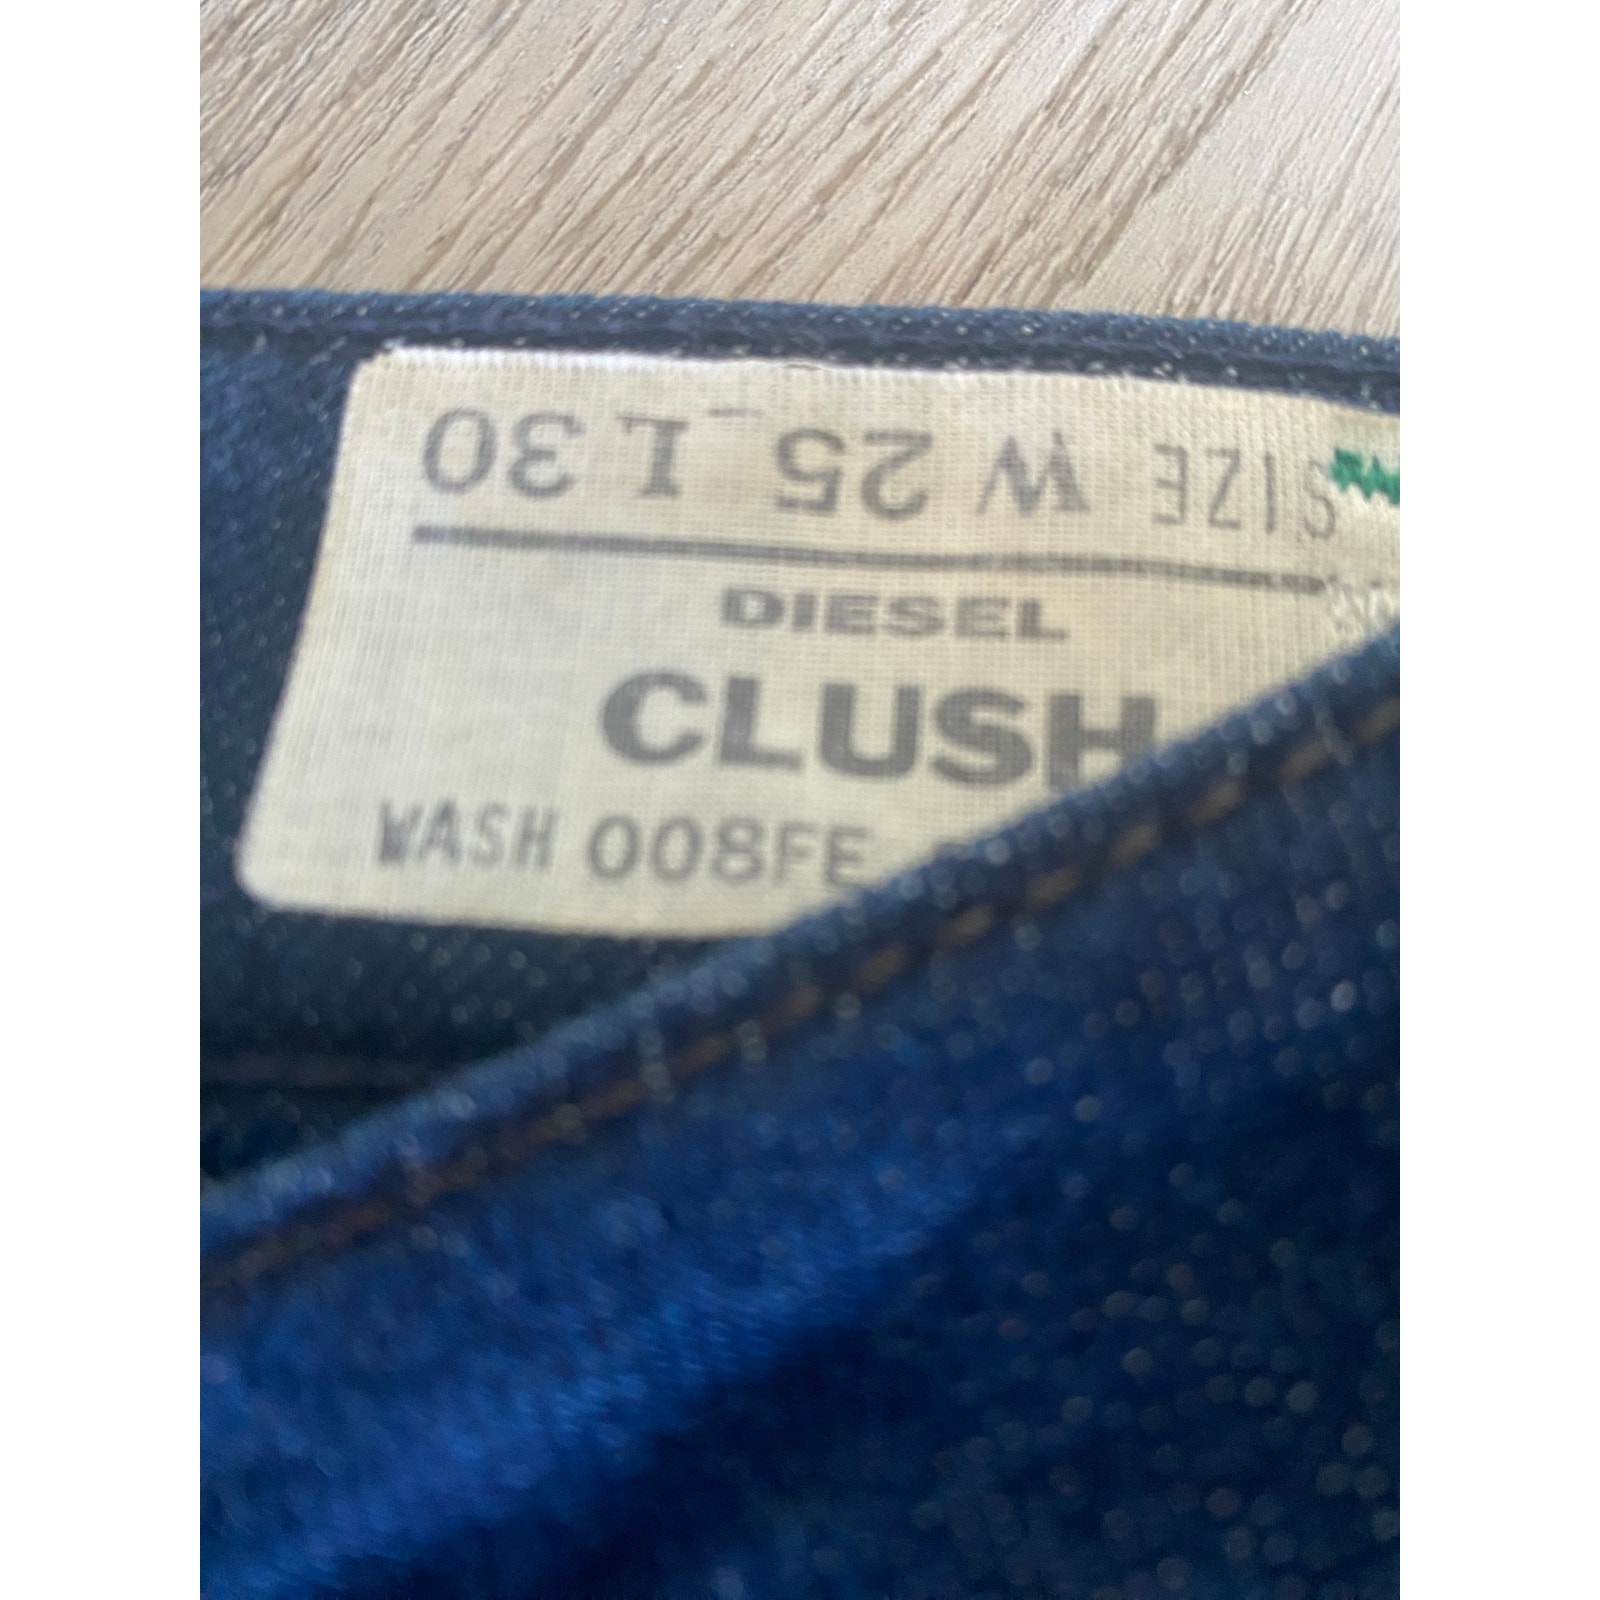 SIZE W 25 L 30
DIESEL
CLUSH
WASH 008FE